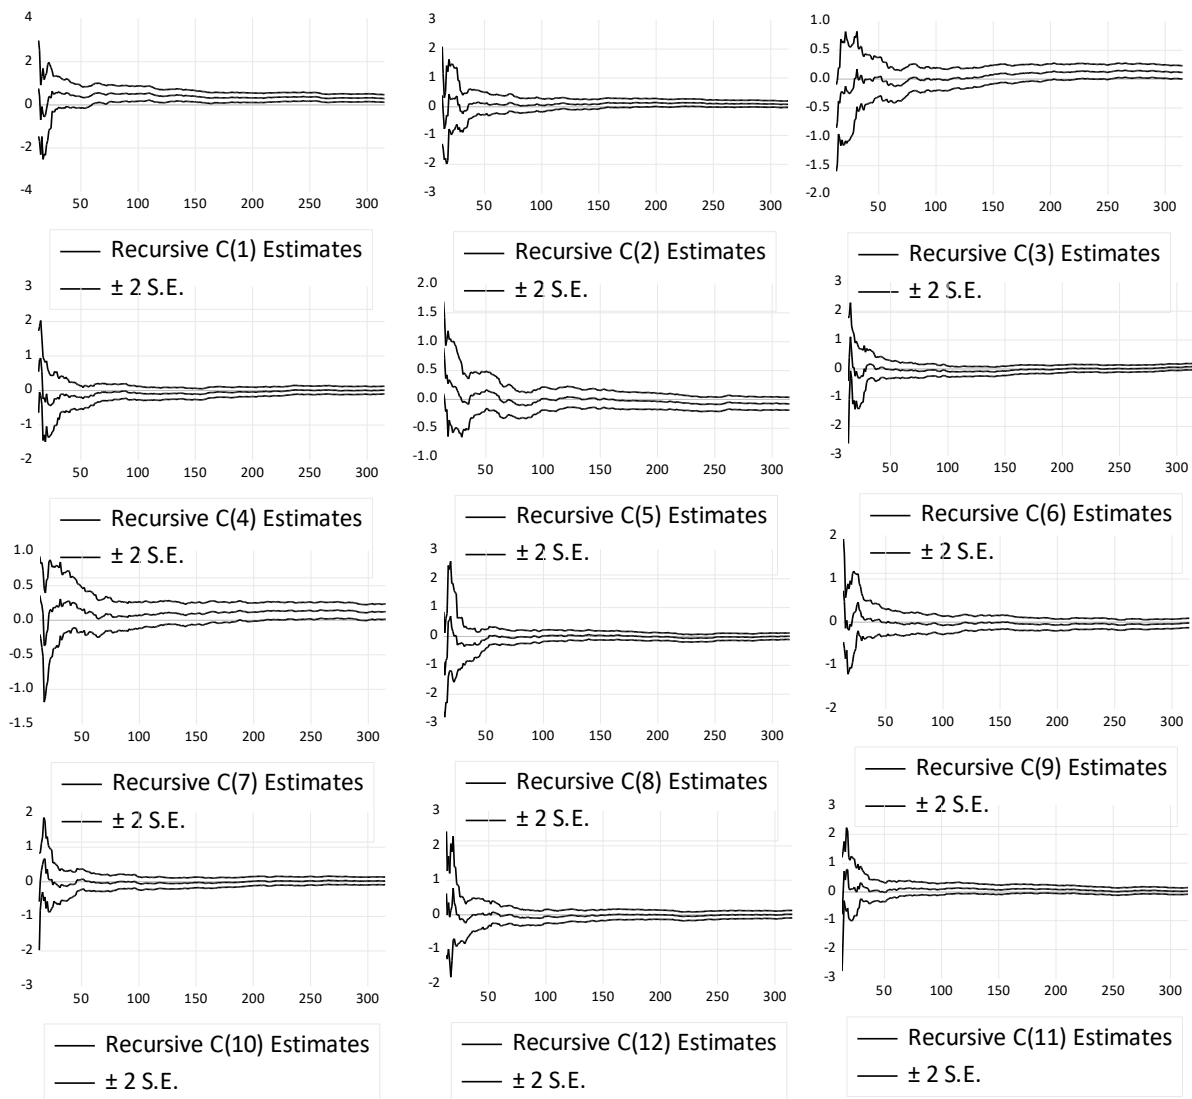 4
2
0
-2
-4
50 100 150 200 250 300
Recursive C(1) Estimates
± 2 S.E.
3
2
1
0
-1
-2
-3
50 100 150 200 250 300
Recursive C(2) Estimates
± 2 S.E.
1.0
0.5
0.0
-0.5
-1.0
-1.5
-2.0
50 100 150 200 250 300
Recursive C(3) Estimates
± 2 S.E.
3
2
1
0
-1
-2
50 100 150 200 250 300
Recursive C(4) Estimates
± 2 S.E.
2.0
1.5
1.0
0.5
0.0
-0.5
-1.0
50 100 150 200 250 300
Recursive C(5) Estimates
± 2 S.E.
3
2
1
0
-1
-2
-3
50 100 150 200 250 300
Recursive C(6) Estimates
± 2 S.E.
1.0
0.5
0.0
-0.5
-1.0
-1.5
50 100 150 200 250 300
Recursive C(7) Estimates
± 2 S.E.
3
2
1
0
-1
-2
-3
50 100 150 200 250 300
Recursive C(8) Estimates
± 2 S.E.
2
1
0
-1
-2
50 100 150 200 250 300
Recursive C(9) Estimates
± 2 S.E.
2
1
0
-1
-2
-3
50 100 150 200 250 300
Recursive C(10) Estimates
± 2 S.E.
3
2
1
0
-1
-2
50 100 150 200 250 300
Recursive C(12) Estimates
± 2 S.E.
3
2
1
0
-1
-2
-3
50 100 150 200 250 300
Recursive C(11) Estimates
± 2 S.E.